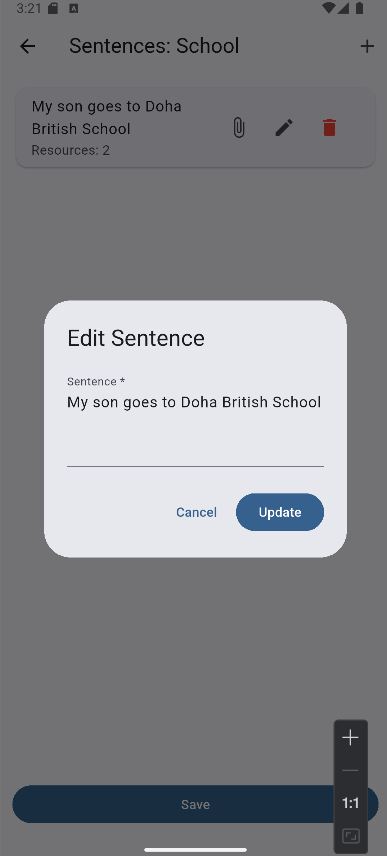 3:21
Sentences: School
My son goes to Doha
British School
Resources: 2
Edit Sentence
Sentence *
My son goes to Doha British School
Cancel
Update
Save
1:1